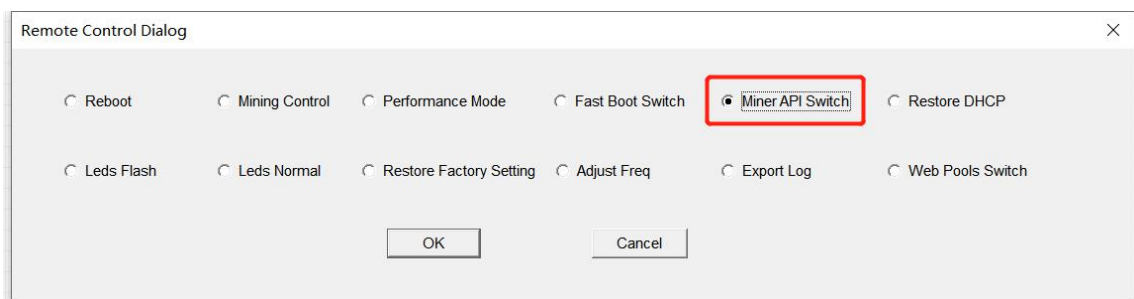 Remote Control Dialog
Reboot Mining Control Performance Mode Fast Boot Switch Miner API Switch Restore DHCP
Leds Flash Leds Normal Restore Factory Setting Adjust Freq Export Log Web Pools Switch
OK Cancel